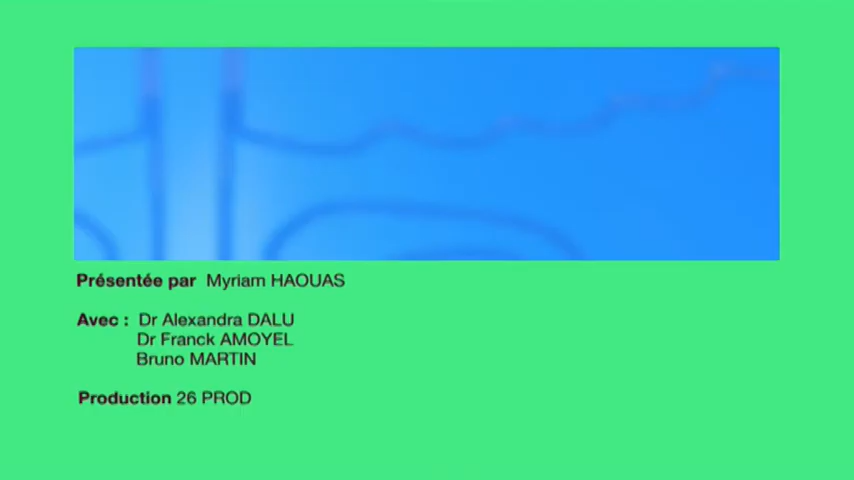 Présentée par Myriam HAOUAS
Avec : Dr Alexandra DALU
Dr Franck AMOYEL
Bruno MARTIN
Production 26 PROD